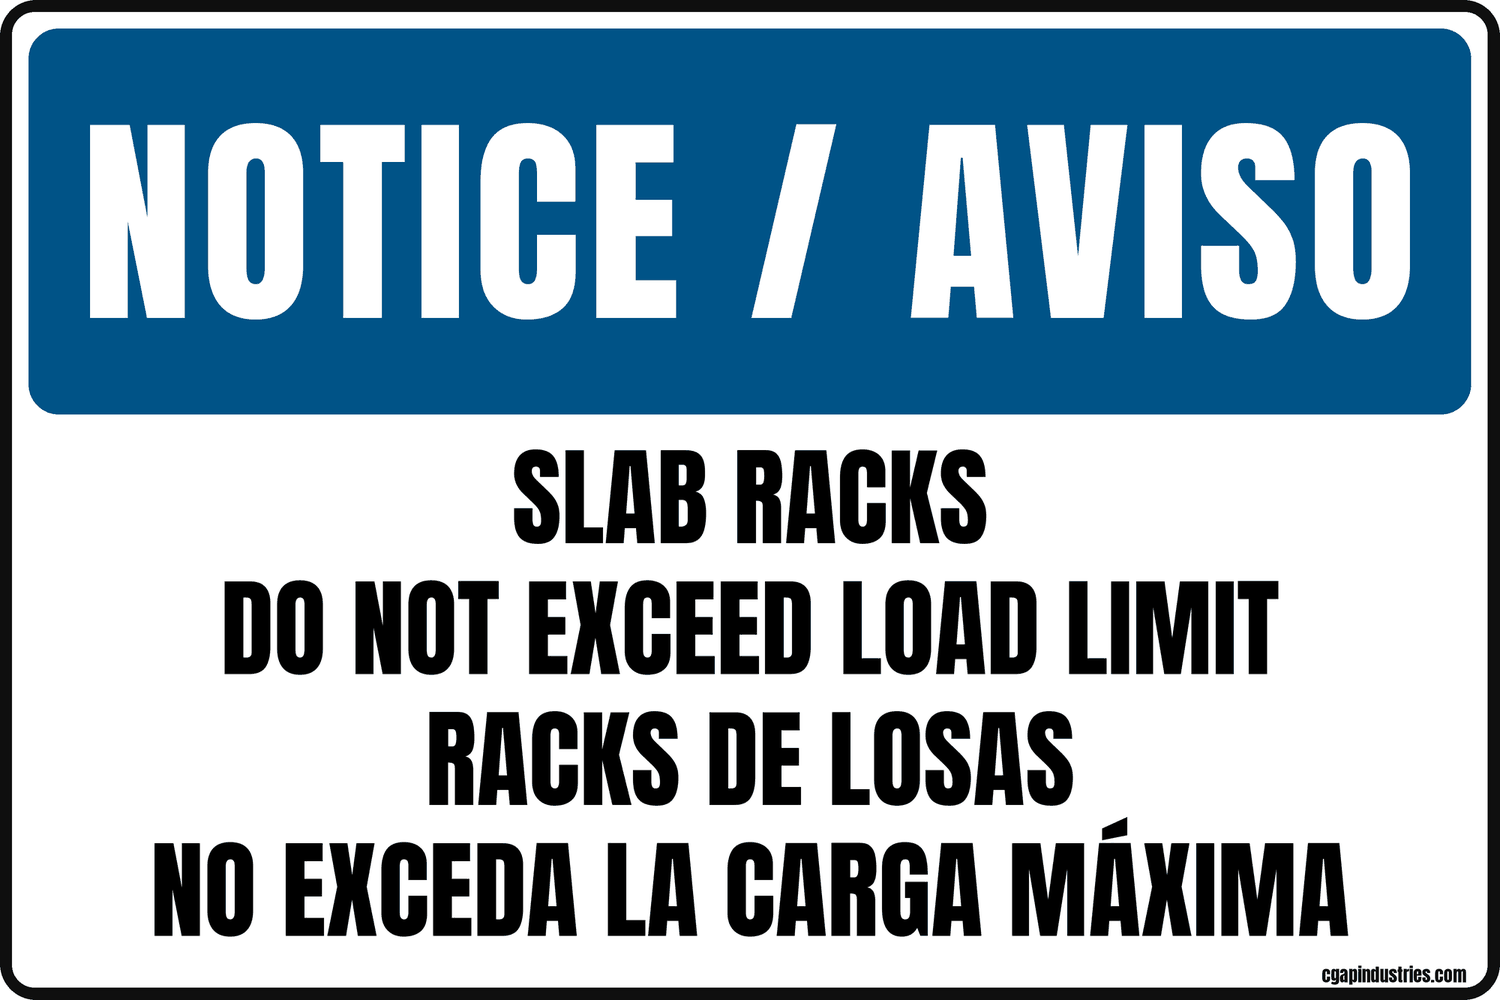 NOTICE / AVISO
SLAB RACKS
DO NOT EXCEED LOAD LIMIT
RACKS DE LOSAS
NO EXCEDA LA CARGA MÁXIMA
cgapindustries.com